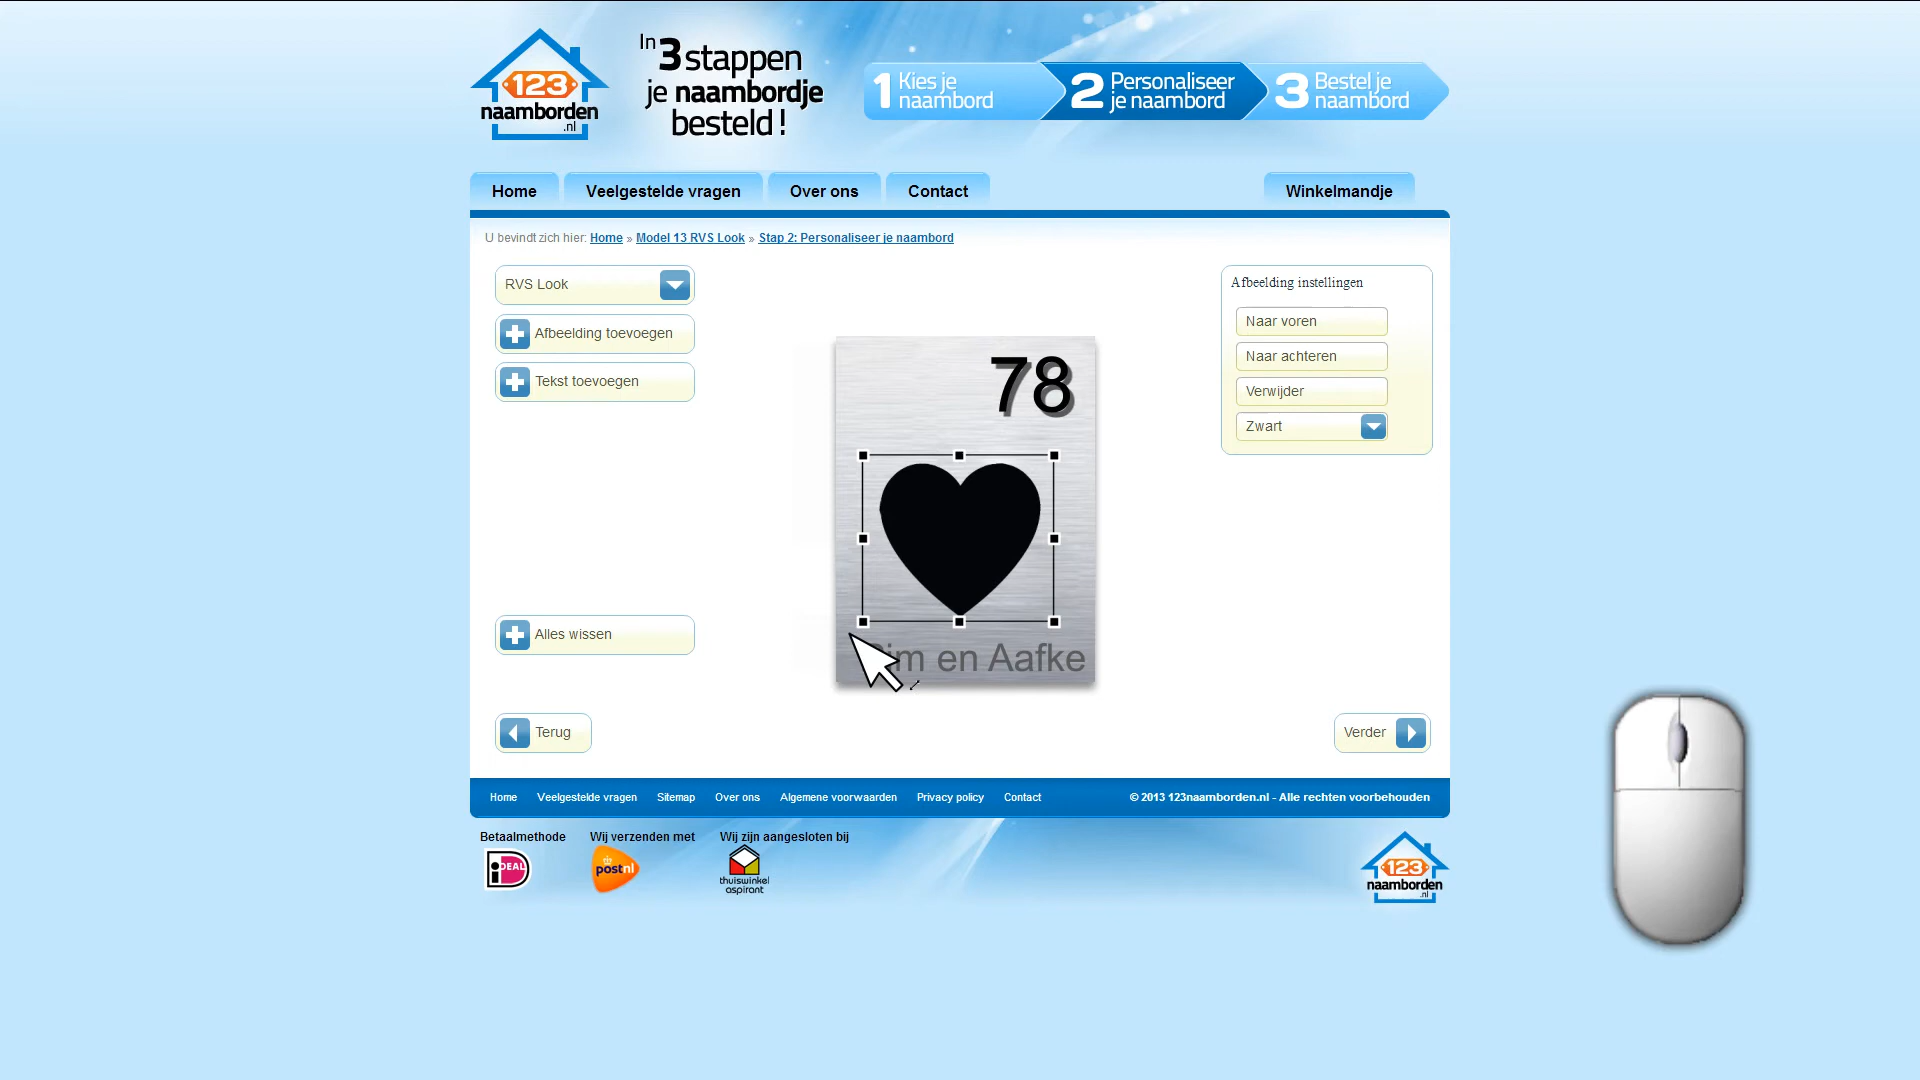 123
naamborden
.nl
In
3 stappen
je naambordje
besteld !
1 Kies je
naambord
2 Personaliseer
je naambord
3 Bestel je
naambord
Home
Veelgestelde vragen
Over ons
Contact
Winkelmandje
U bevindt zich hier: Home » Model 13 RVS Look » Stap 2: Personaliseer je naambord
RVS Look
Afbeelding toevoegen
Tekst toevoegen
Alles wissen
78
en Aafke
Afbeelding instellingen
Naar voren
Naar achteren
Verwijder
Zwart
Terug
Verder
Home
Veelgestelde vragen
Sitemap
Over ons
Algemene voorwaarden
Privacy policy
Contact
© 2013 123naamborden.nl - Alle rechten voorbehouden
Betaalmethode
Wij verzenden met
Wij zijn aangesloten bij
iDEAL
postnl
thuiswinkel
aspirant
123
naamborden
.nl